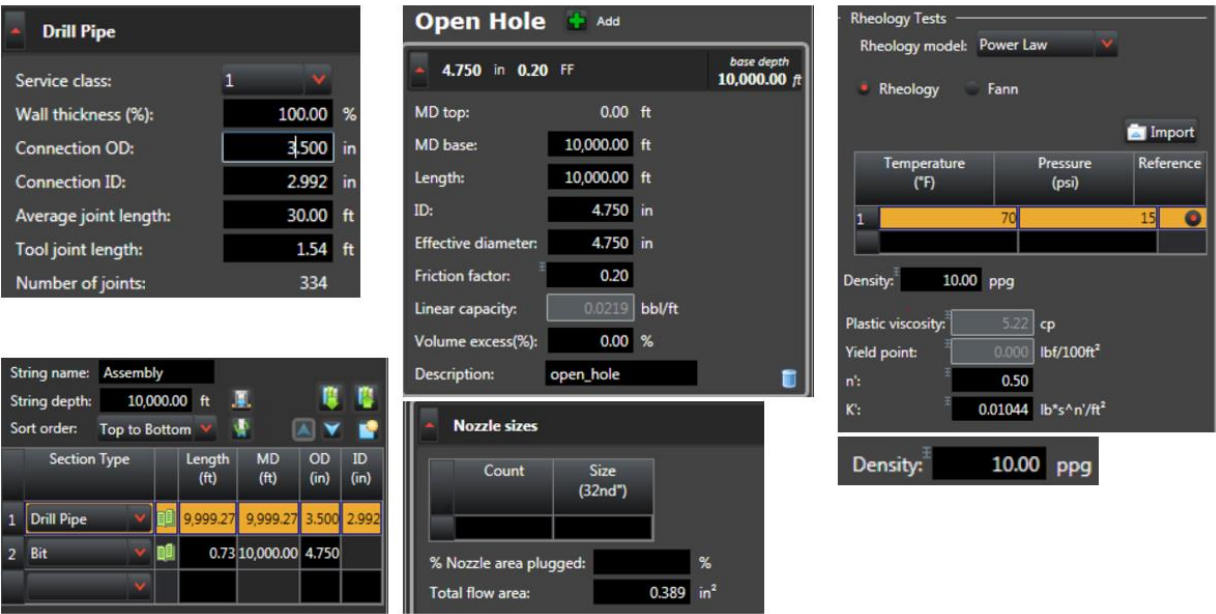 Drill Pipe
Service class: 1
Wall thickness (%): 100.00 %
Connection OD: 3.500 in
Connection ID: 2.992 in
Average joint length: 30.00 ft
Tool joint length: 1.54 ft
Number of joints: 334
Open Hole Add
4.750 in 0.20 FF base depth
10,000.00 ft
MD top: 0.00 ft
MD base: 10,000.00 ft
Length: 10,000.00 ft
ID: 4.750 in
Effective diameter: 4.750 in
Friction factor: 0.20
Linear capacity: 0.0219 bbl/ft
Volume excess(%): 0.00 %
Description: open_hole
Rheology Tests
Rheology model: Power Law
Rheology Fann
Import
Temperature Pressure Reference
(°F) (psi)
1 70 15
Density: 10.00 ppg
Plastic viscosity: 5.22 cp
Yield point: 0.000 lbf/100ft²
n': 0.50
K': 0.01044 lb*s^n'/ft²
Density: 10.00 ppg
String name: Assembly
String depth: 10,000.00 ft
Sort order: Top to Bottom
Section Type Length MD OD ID
(ft) (ft) (in) (in)
1 Drill Pipe 9,999.27 9,999.27 3.500 2.992
2 Bit 0.73 10,000.00 4.750
Nozzle sizes
Count Size
(32nd")
% Nozzle area plugged: %
Total flow area: 0.389 in²